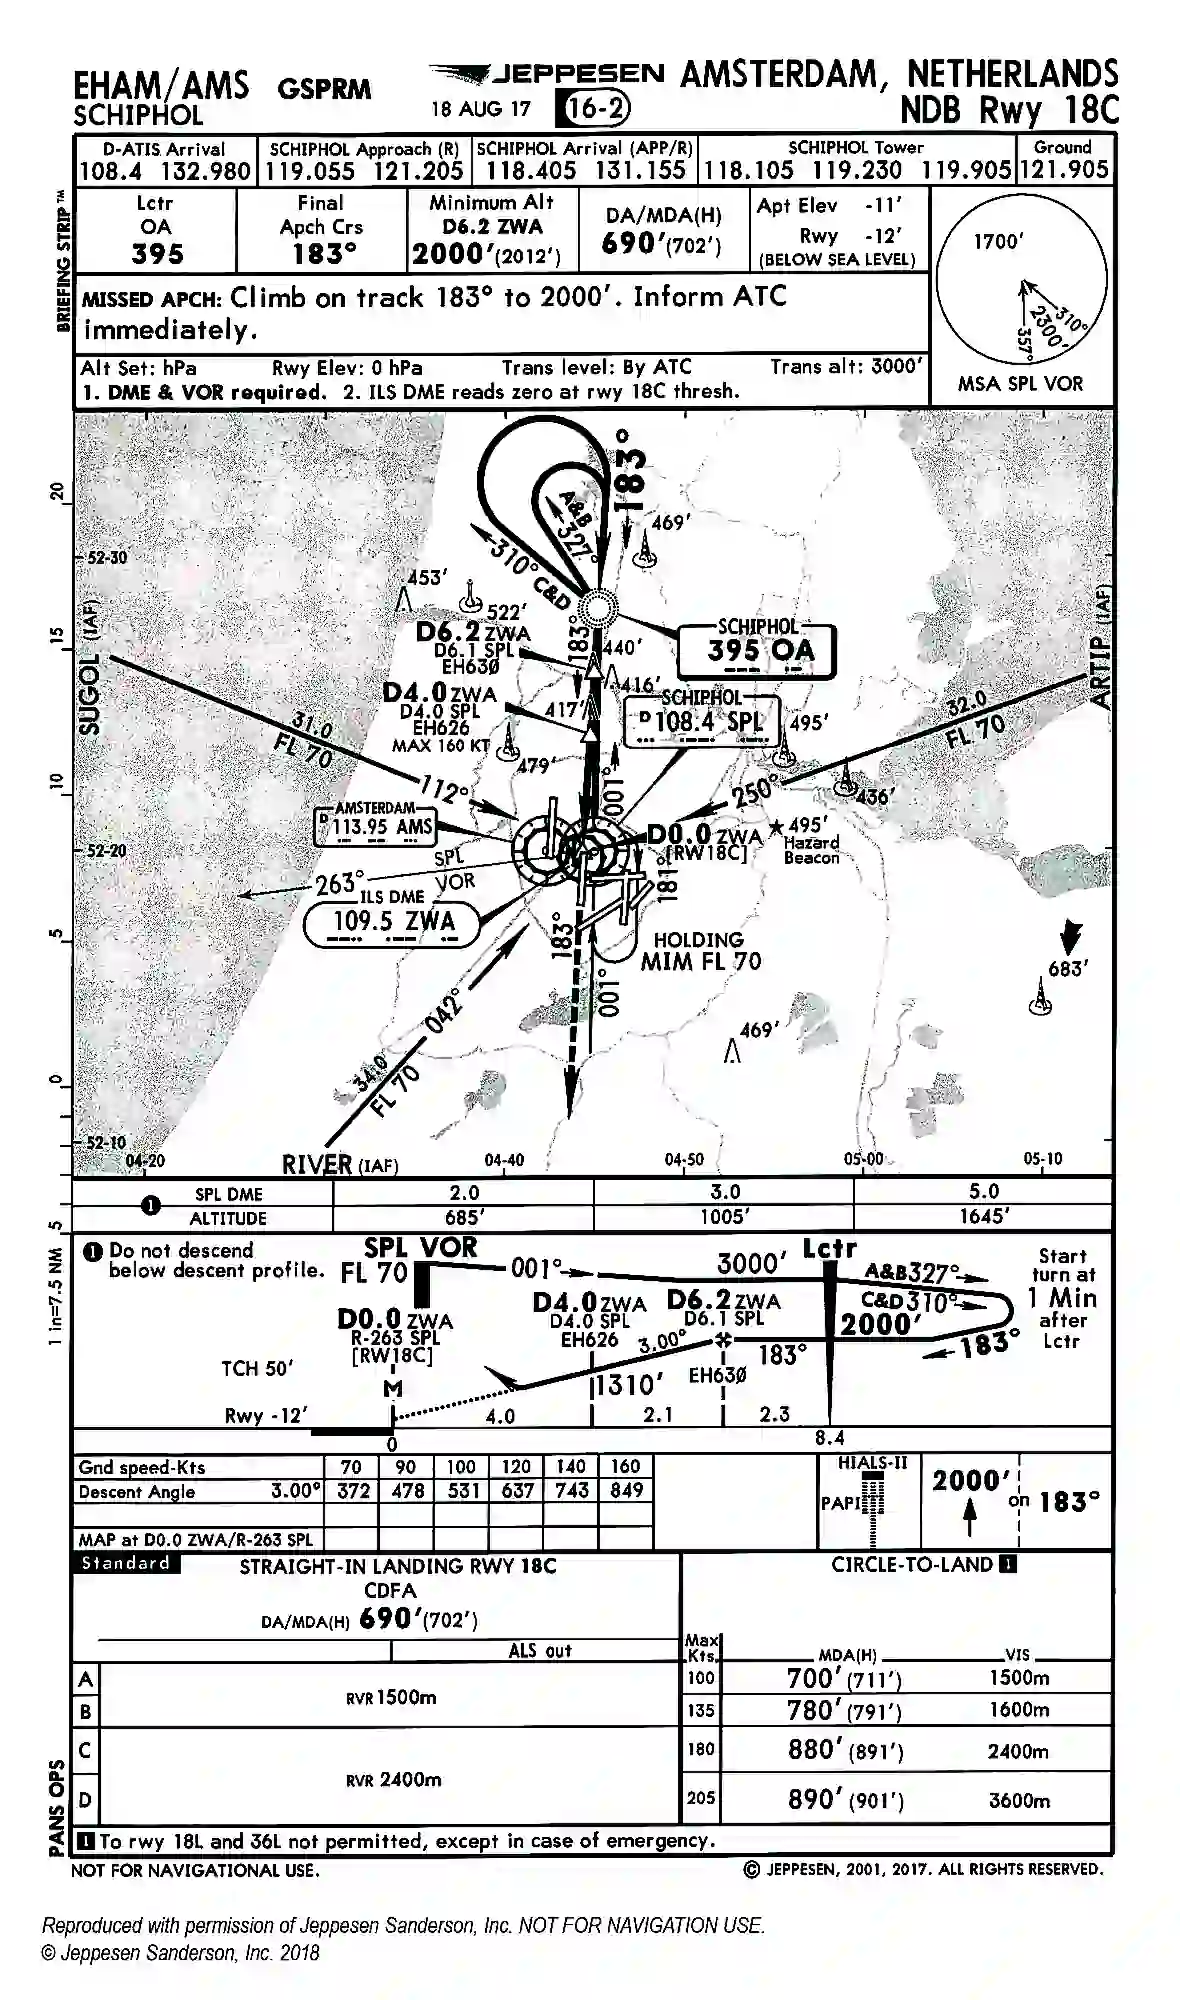 EHAM/AMS GSPRM JEPPESEN AMSTERDAM, NETHERLANDS
SCHIPHOL 18 AUG 17 16-2 NDB Rwy 18C
BRIEFING STRIP™
D-ATIS Arrival SCHIPHOL Approach (R) SCHIPHOL Arrival (APP/R) SCHIPHOL Tower Ground
108.4 132.980 119.055 121.205 118.405 131.155 118.105 119.230 119.905 121.905
Lctr
OA
395
Final
Apch Crs
183°
Minimum Alt
D6.2 ZWA
2000'(2012')
DA/MDA(H)
690'(702')
Apt Elev -11'
Rwy -12'
(BELOW SEA LEVEL)
1700'
310°
2300'
357°
MSA SPL VOR
MISSED APCH: Climb on track 183° to 2000'. Inform ATC
immediately.
Alt Set: hPa Rwy Elev: 0 hPa Trans level: By ATC Trans alt: 3000'
1. DME & VOR required. 2. ILS DME reads zero at rwy 18C thresh.
183°
A&B
327°
310° C&D
469'
20
52-30
453'
522'
D6.2 ZWA
D6.1 SPL
EH630
183°
440'
416'
SCHIPHOL
395 OA
15
SUGOL (IAF)
ARTIP (IAF)
D4.0 ZWA
D4.0 SPL
EH626
MAX 160 KT
417'
479'
SCHIPHOL
D 108.4 SPL
495'
436'
31.0
FL 70
112°
32.0
FL 70
250°
10
001°
AMSTERDAM
D 113.95 AMS
D0.0 ZWA
[RW18C]
495'
Hazard
Beacon
52-20
263°
SPL
VOR
181°
ILS DME
109.5 ZWA
5
183°
HOLDING
MIM FL 70
683'
001°
042°
34.0
FL 70
469'
0
52-10
04-20 RIVER (IAF) 04-40 04-50 05-00 05-10
5
1 in=7.5 NM
1 SPL DME 2.0 3.0 5.0
ALTITUDE 685' 1005' 1645'
1 Do not descend
below descent profile.
SPL VOR
FL 70
001°
3000'
Lctr
A&B 327°
C&D 310°
2000'
183°
Start
turn at
1 Min
after
Lctr
D0.0 ZWA
R-263 SPL
[RW18C]
D4.0 ZWA
D4.0 SPL
EH626
D6.2 ZWA
D6.1 SPL
3.00°
183°
EH630
TCH 50'
M
1310'
Rwy -12'
4.0 2.1 2.3
0 8.4
Gnd speed-Kts 70 90 100 120 140 160
Descent Angle 3.00° 372 478 531 637 743 849
MAP at D0.0 ZWA/R-263 SPL
HIALS-II
PAPI
2000' on 183°
Standard STRAIGHT-IN LANDING RWY 18C
CDFA
DA/MDA(H) 690'(702')
ALS out
CIRCLE-TO-LAND 1
Max
Kts. MDA(H) VIS
A
B
RVR 1500m
C
D
RVR 2400m
100 700' (711') 1500m
135 780' (791') 1600m
180 880' (891') 2400m
205 890' (901') 3600m
PANS OPS
1 To rwy 18L and 36L not permitted, except in case of emergency.
NOT FOR NAVIGATIONAL USE. © JEPPESEN, 2001, 2017. ALL RIGHTS RESERVED.
Reproduced with permission of Jeppesen Sanderson, Inc. NOT FOR NAVIGATION USE.
© Jeppesen Sanderson, Inc. 2018